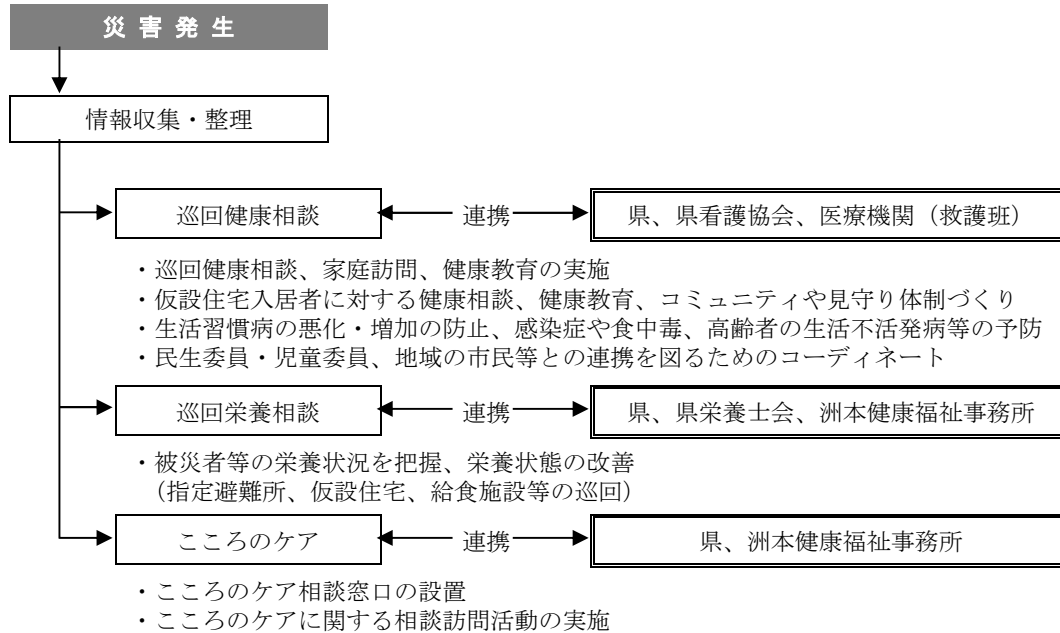 災害発生
情報収集・整理
巡回健康相談 連携 県、県看護協会、医療機関（救護班）
・巡回健康相談、家庭訪問、健康教育の実施
・仮設住宅入居者に対する健康相談、健康教育、コミュニティや見守り体制づくり
・生活習慣病の悪化・増加の防止、感染症や食中毒、高齢者の生活不活発病等の予防
・民生委員・児童委員、地域の市民等との連携を図るためのコーディネート
巡回栄養相談 連携 県、県栄養士会、洲本健康福祉事務所
・被災者等の栄養状況を把握、栄養状態の改善
（指定避難所、仮設住宅、給食施設等の巡回）
こころのケア 連携 県、洲本健康福祉事務所
・こころのケア相談窓口の設置
・こころのケアに関する相談訪問活動の実施